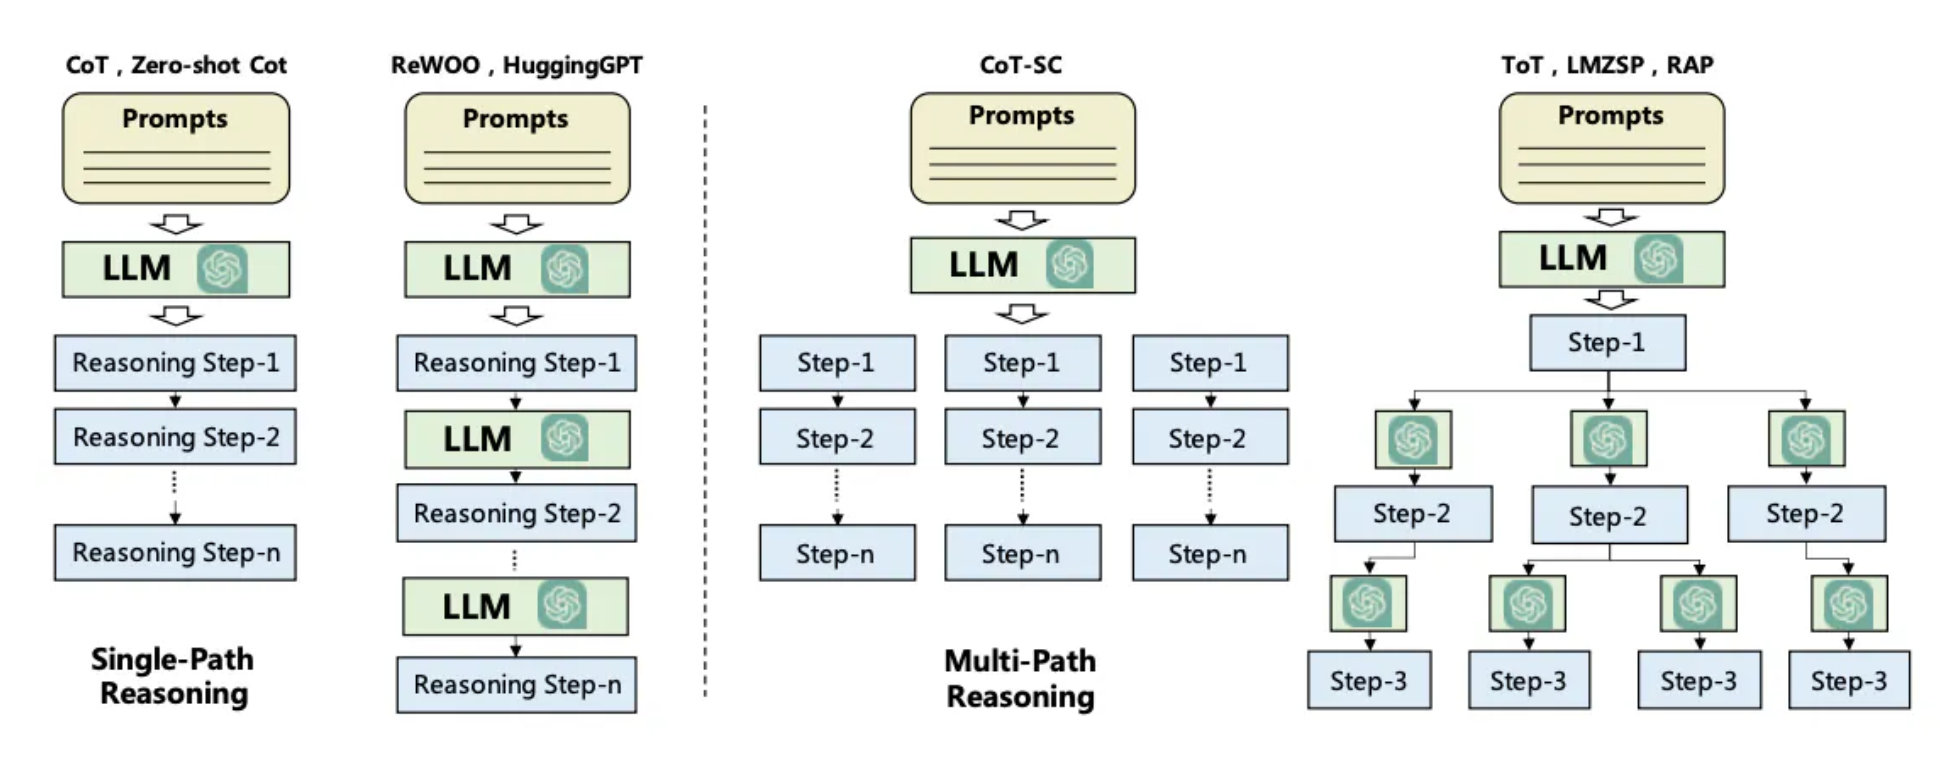 CoT , Zero-shot Cot
Prompts
LLM
Reasoning Step-1
Reasoning Step-2
Reasoning Step-n
Single-Path
Reasoning
ReWOO , HuggingGPT
Prompts
LLM
Reasoning Step-1
LLM
Reasoning Step-2
LLM
Reasoning Step-n
CoT-SC
Prompts
LLM
Step-1 Step-1 Step-1
Step-2 Step-2 Step-2
Step-n Step-n Step-n
Multi-Path
Reasoning
ToT , LMZSP , RAP
Prompts
LLM
Step-1
Step-2 Step-2 Step-2
Step-3 Step-3 Step-3 Step-3